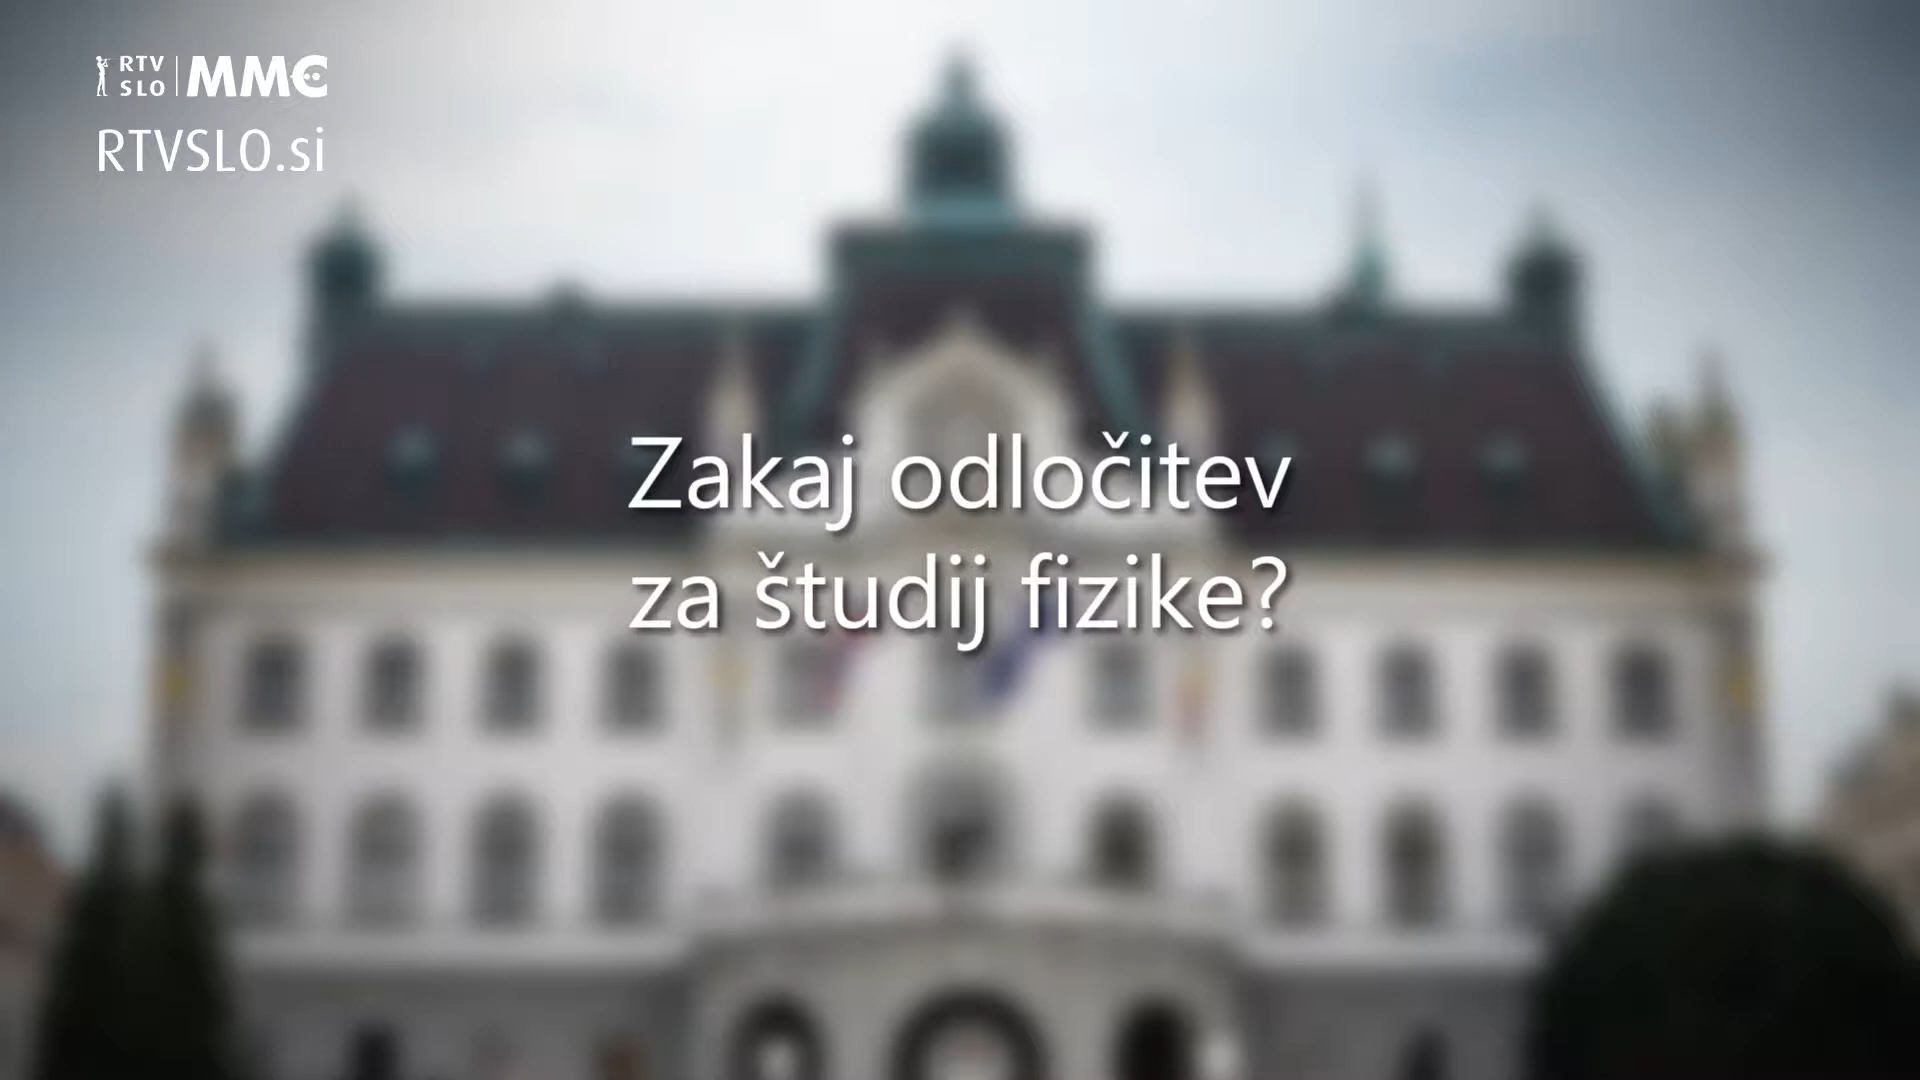 RTV
SLO
MMC
RTVSLO.si
Zakaj odločitev
za študij fizike?